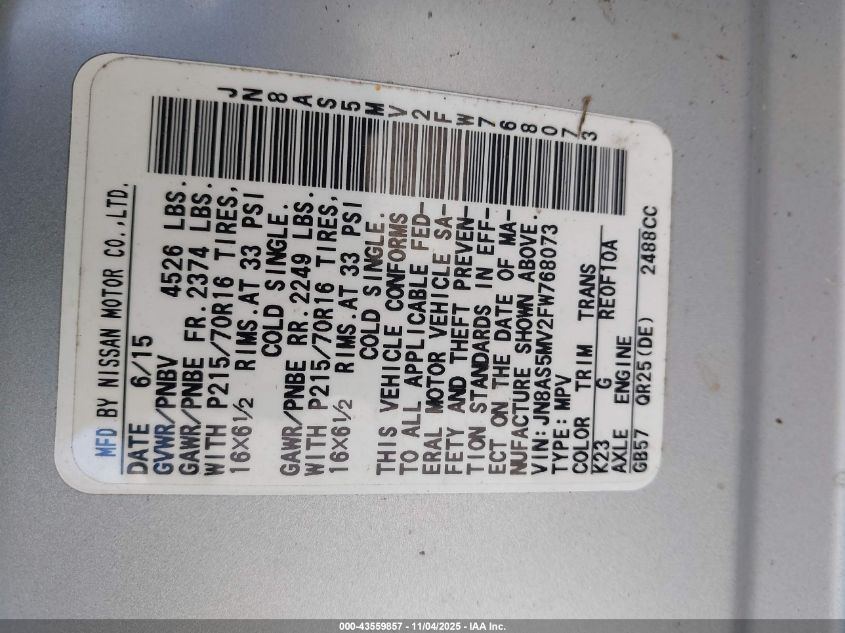 JN8AS5MV2FW768073
MFD BY NISSAN MOTOR CO.,LTD.
DATE 6/15
GVWR/PNBV 4526 LBS.
GAWR/PNBE FR. 2374 LBS.
WITH P215/70R16 TIRES,
16X6½ RIMS.AT 33 PSI
COLD SINGLE.
GAWR/PNBE RR. 2249 LBS.
WITH P215/70R16 TIRES,
16X6½ RIMS.AT 33 PSI
COLD SINGLE.
THIS VEHICLE CONFORMS
TO ALL APPLICABLE FED-
ERAL MOTOR VEHICLE SA-
FETY AND THEFT PREVEN-
TION STANDARDS IN EFF-
ECT ON THE DATE OF MA-
NUFACTURE SHOWN ABOVE.
VIN:JN8AS5MV2FW768073
TYPE:MPV
COLOR TRIM TRANS
K23 G RE0F10A
AXLE ENGINE
GB57 QR25(DE) 2488CC
000-43559857 - 11/04/2025 - IAA Inc.